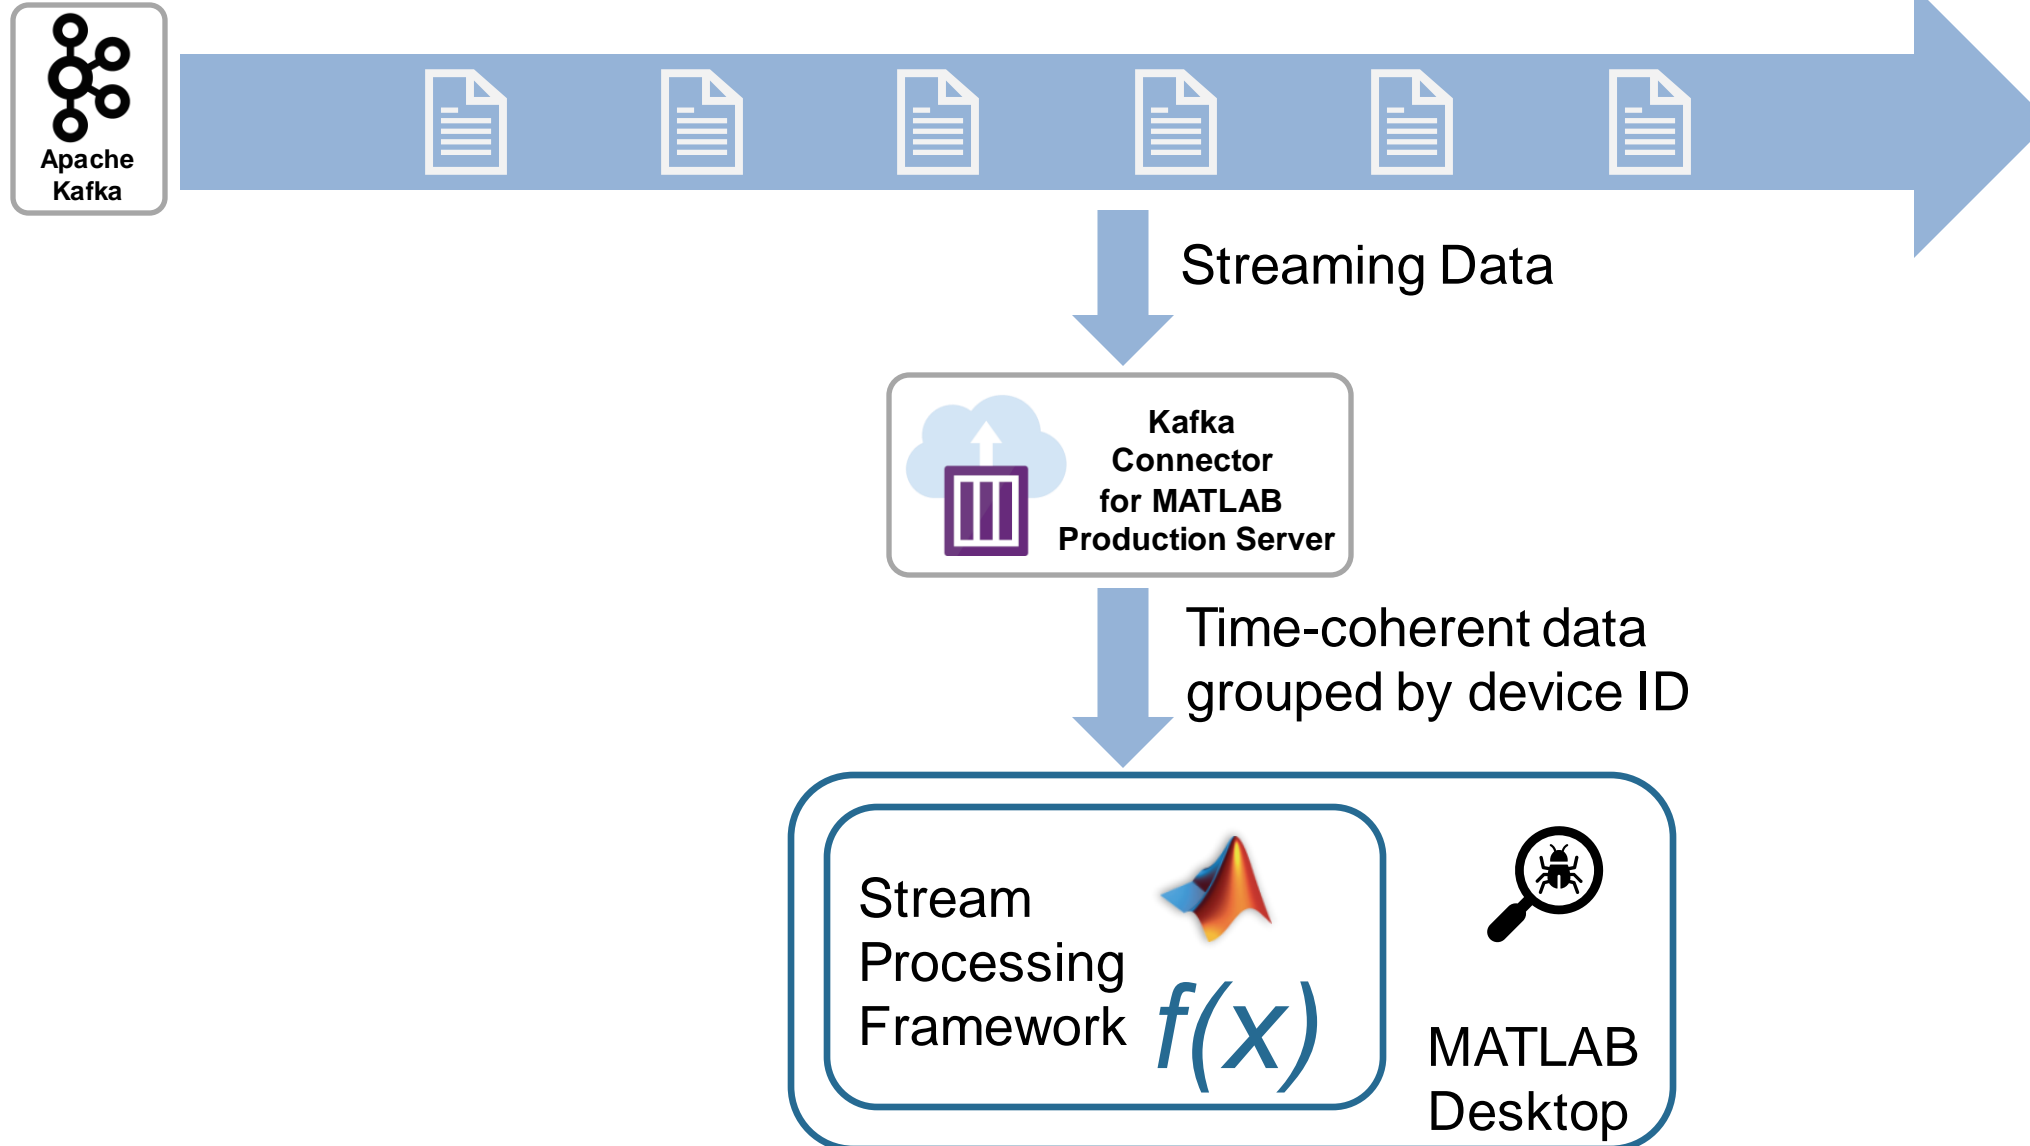 Apache
Kafka
Streaming Data
Kafka
Connector
for MATLAB
Production Server
Time-coherent data
grouped by device ID
Stream
Processing
Framework
f(x)
MATLAB
Desktop